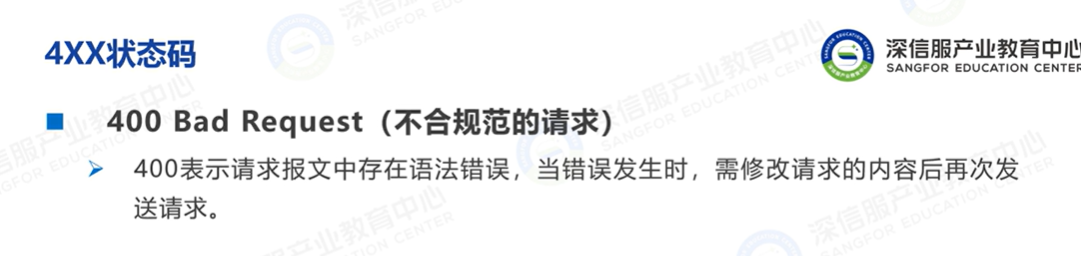 4XX状态码
深信服产业教育中心
SANGFOR EDUCATION CENTER
■ 400 Bad Request（不合规范的请求）
➢ 400表示请求报文中存在语法错误，当错误发生时，需修改请求的内容后再次发
送请求。